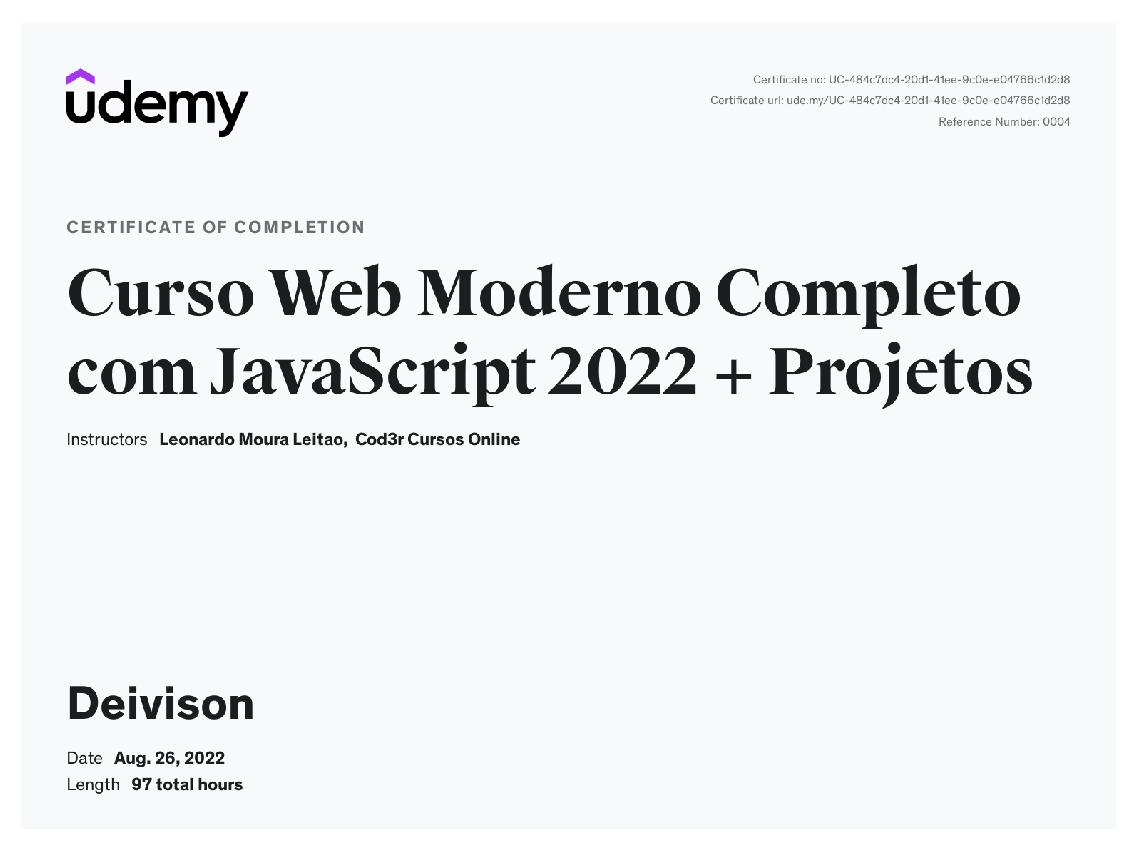 udemy
Certificate no: UC-484c7dc4-20d1-41ee-9c0e-e04766c1d2d8
Certificate url: ude.my/UC-484c7dc4-20d1-41ee-9c0e-e04766c1d2d8
Reference Number: 0004
CERTIFICATE OF COMPLETION
Curso Web Moderno Completo
com JavaScript 2022 + Projetos
Instructors Leonardo Moura Leitao, Cod3r Cursos Online
Deivison
Date Aug. 26, 2022
Length 97 total hours